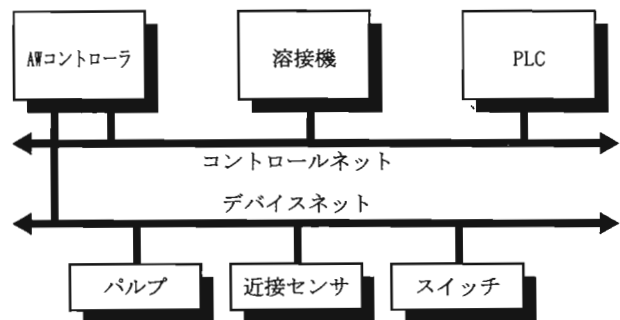 AWコントローラ
溶接機
PLC
コントロールネット
デバイスネット
パルプ
近接センサ
スイッチ